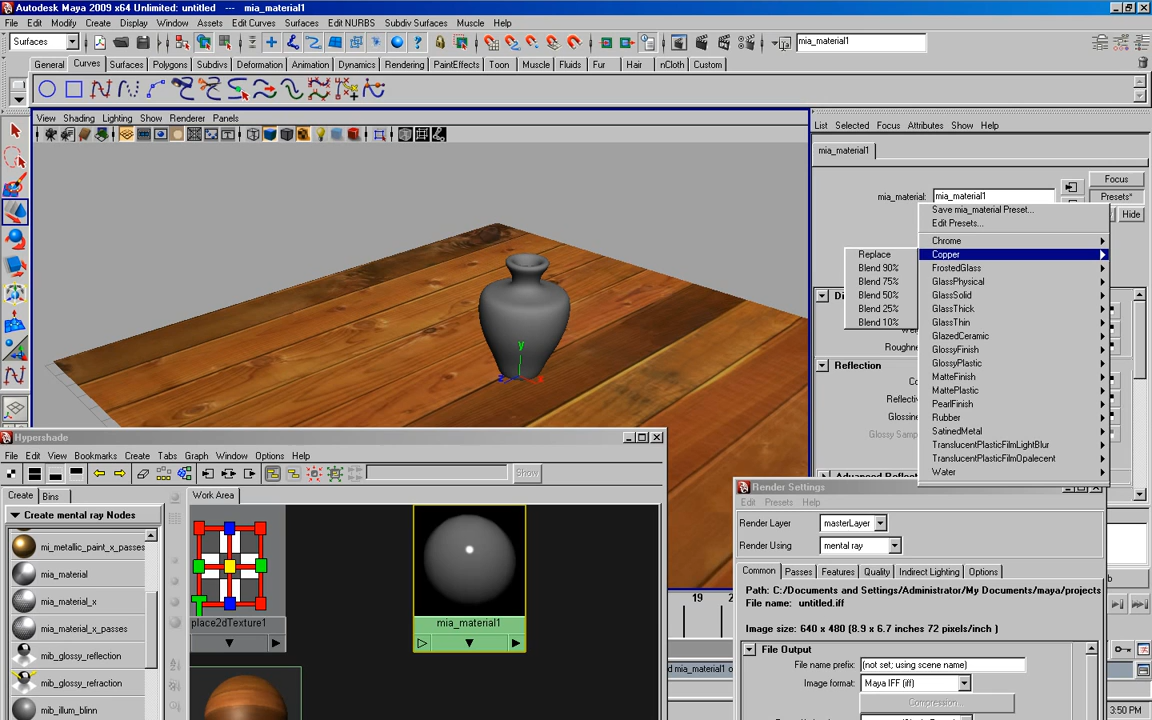 Autodesk Maya 2009 x64 Unlimited: untitled --- mia_material1
File Edit Modify Create Display Window Assets Edit Curves Surfaces Edit NURBS Subdiv Surfaces Muscle Help
Surfaces
mia_material1
General Curves Surfaces Polygons Subdivs Deformation Animation Dynamics Rendering PaintEffects Toon Muscle Fluids Fur Hair nCloth Custom
View Shading Lighting Show Renderer Panels
List Selected Focus Attributes Show Help
mia_material1
mia_material: mia_material1
Focus
Presets*
Hide
Save mia_material Preset...
Edit Presets...
Chrome
Copper
FrostedGlass
GlassPhysical
GlassSolid
GlassThick
GlassThin
GlazedCeramic
GlossyFinish
GlossyPlastic
MatteFinish
MattePlastic
PearlFinish
Rubber
SatinedMetal
TranslucentPlasticFilmLightBlur
TranslucentPlasticFilmOpalecent
Water
Replace
Blend 90%
Blend 75%
Blend 50%
Blend 25%
Blend 10%
Roughne
Reflection
Reflecti
Glossine
Glossy Samp
y
z
x
Hypershade
File Edit View Bookmarks Create Tabs Graph Window Options Help
Show
Create Bins
Work Area
Create mental ray Nodes
mi_metallic_paint_x_passes
mia_material
mia_material_x
mia_material_x_passes
mib_glossy_reflection
mib_glossy_refraction
mib_illum_blinn
place2dTexture1
mia_material1
19
mia_material1
Render Settings
Edit Presets Help
Render Layer masterLayer
Render Using mental ray
Common Passes Features Quality Indirect Lighting Options
Path: C:/Documents and Settings/Administrator/My Documents/maya/projects
File name: untitled.iff
Image size: 640 x 480 (8.9 x 6.7 inches 72 pixels/inch )
File Output
File name prefix: (not set; using scene name)
Image format: Maya IFF (iff)
Compression...
3:50 PM